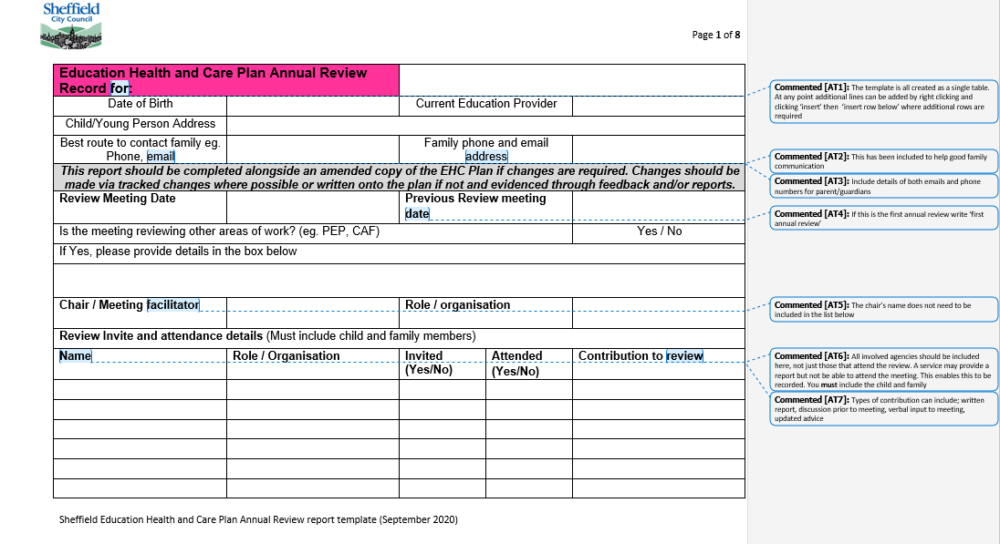 Sheffield
City Council
Page 1 of 8
Education Health and Care Plan Annual Review
Record for:
Date of Birth
Current Education Provider
Child/Young Person Address
Best route to contact family eg.
Phone, email
Family phone and email
address
This report should be completed alongside an amended copy of the EHC Plan if changes are required. Changes should be
made via tracked changes where possible or written onto the plan if not and evidenced through feedback and/or reports.
Review Meeting Date
Previous Review meeting
date
Is the meeting reviewing other areas of work? (eg. PEP, CAF)
Yes / No
If Yes, please provide details in the box below
Chair / Meeting facilitator
Role / organisation
Review Invite and attendance details (Must include child and family members)
Name
Role / Organisation
Invited
(Yes/No)
Attended
(Yes/No)
Contribution to review
Sheffield Education Health and Care Plan Annual Review report template (September 2020)
Commented [AT1]: The template is all created as a single table.
At any point additional lines can be added by right clicking and
clicking 'insert' then 'insert row below' where additional rows are
required
Commented [AT2]: This has been included to help good family
communication
Commented [AT3]: Include details of both emails and phone
numbers for parent/guardians
Commented [AT4]: If this is the first annual review write 'first
annual review'
Commented [AT5]: The chair's name does not need to be
included in the list below
Commented [AT6]: All involved agencies should be included
here, not just those that attend the review. A service may provide a
report but not be able to attend the meeting. This enables this to be
recorded. You must include the child and family
Commented [AT7]: Types of contribution can include; written
report, discussion prior to meeting, verbal input to meeting,
updated advice